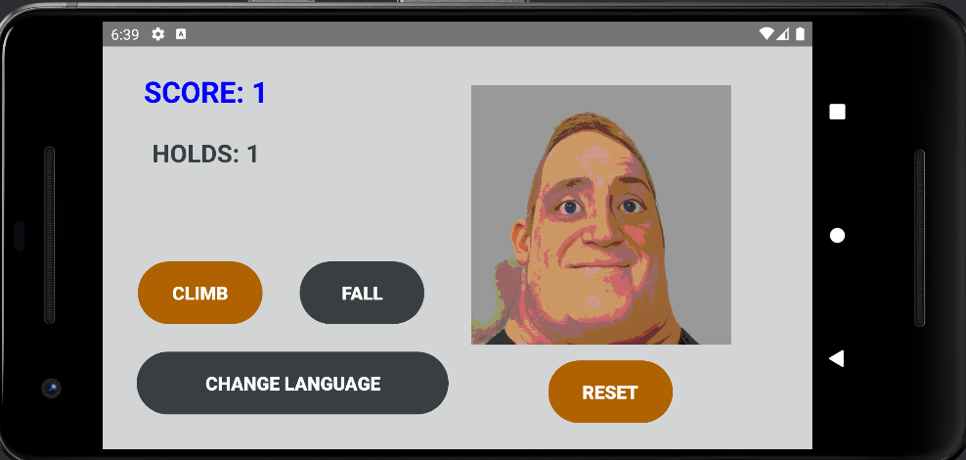 6:39 A
SCORE: 1
HOLDS: 1
CLIMB
FALL
CHANGE LANGUAGE
RESET